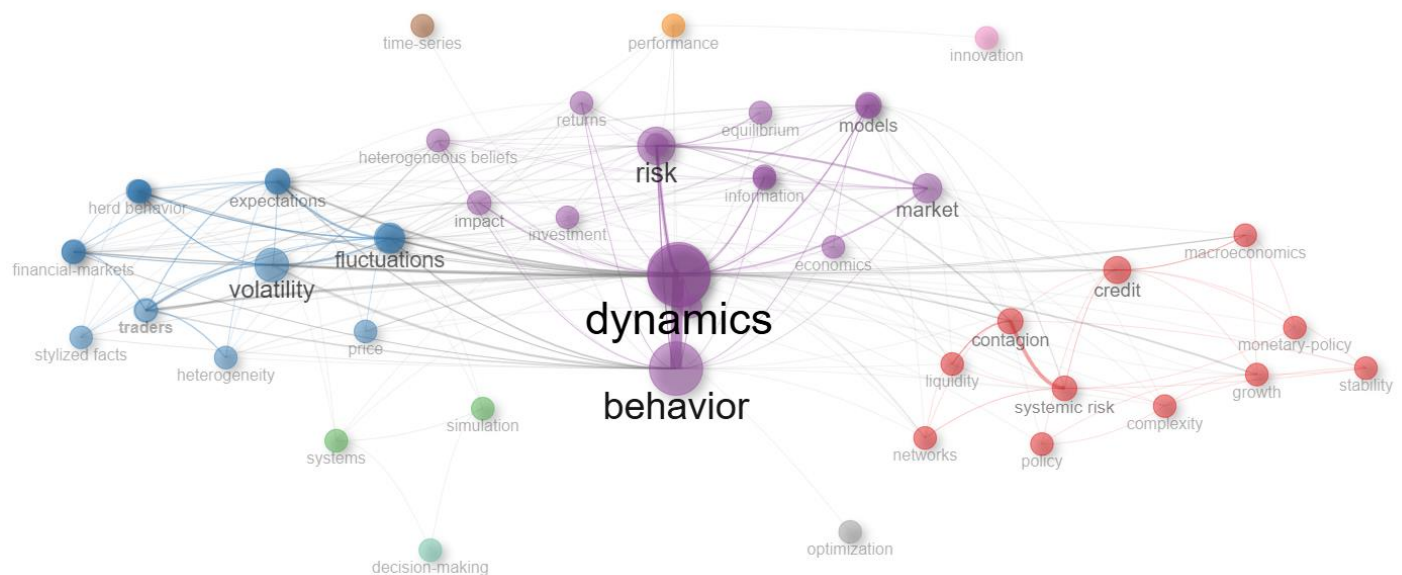 time-series
performance
innovation
returns
equilibrium
models
heterogeneous beliefs
risk
herd behavior
expectations
information
impact
market
investment
fluctuations
financial-markets
economics
macroeconomics
volatility
credit
dynamics
traders
contagion
stylized facts
price
monetary-policy
heterogeneity
liquidity
growth
stability
behavior
systemic risk
complexity
simulation
systems
networks
policy
optimization
decision-making